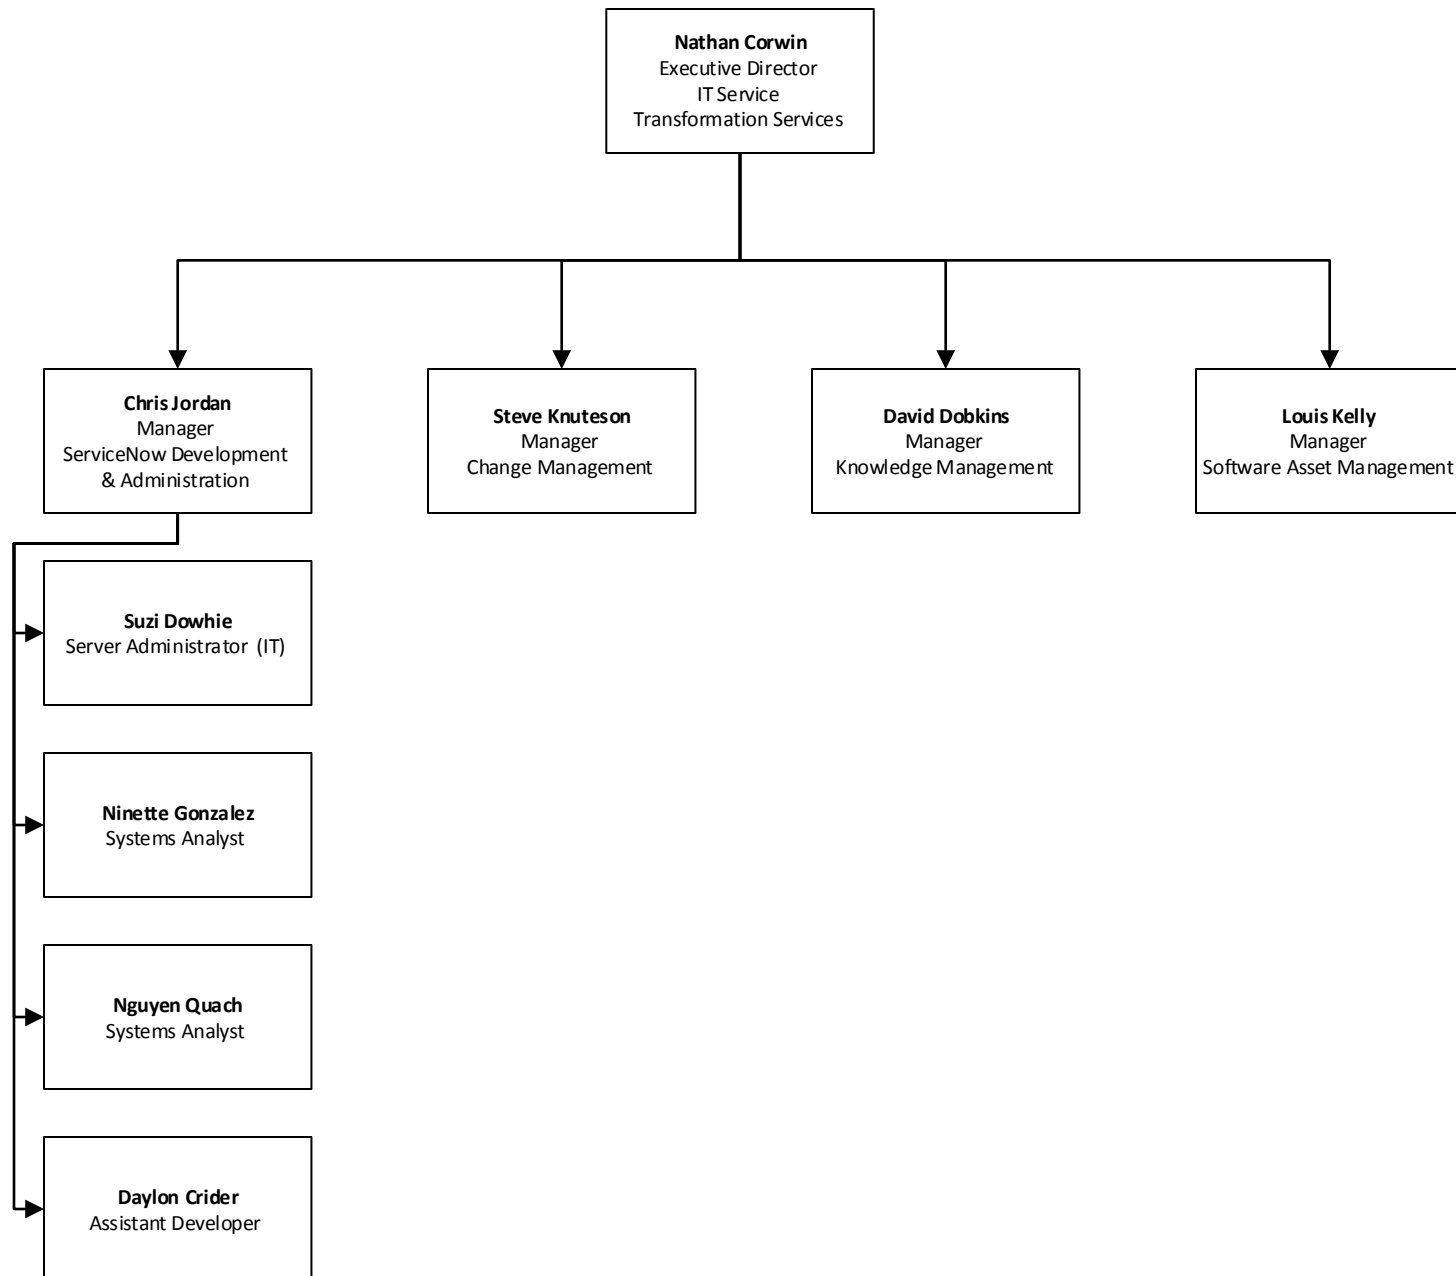 Nathan Corwin
Executive Director
IT Service
Transformation Services
Chris Jordan
Manager
ServiceNow Development
& Administration
Steve Knuteson
Manager
Change Management
David Dobkins
Manager
Knowledge Management
Louis Kelly
Manager
Software Asset Management
Suzi Dowhie
Server Administrator (IT)
Ninette Gonzalez
Systems Analyst
Nguyen Quach
Systems Analyst
Daylon Crider
Assistant Developer